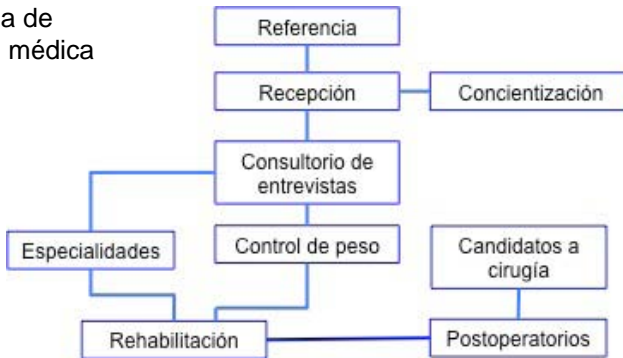 a de
médica
Referencia
Recepción
Concientización
Consultorio de
entrevistas
Especialidades
Control de peso
Candidatos a
cirugía
Rehabilitación
Postoperatorios